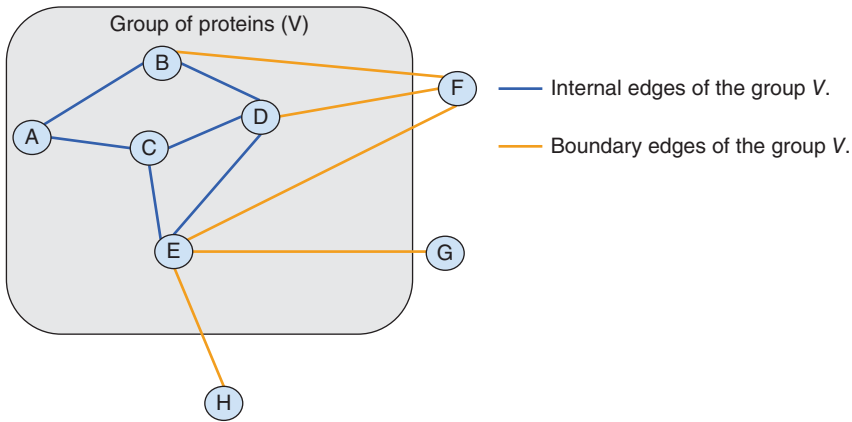 Group of proteins (V)
B
F
Internal edges of the group V.
A
C
D
Boundary edges of the group V.
E
G
H